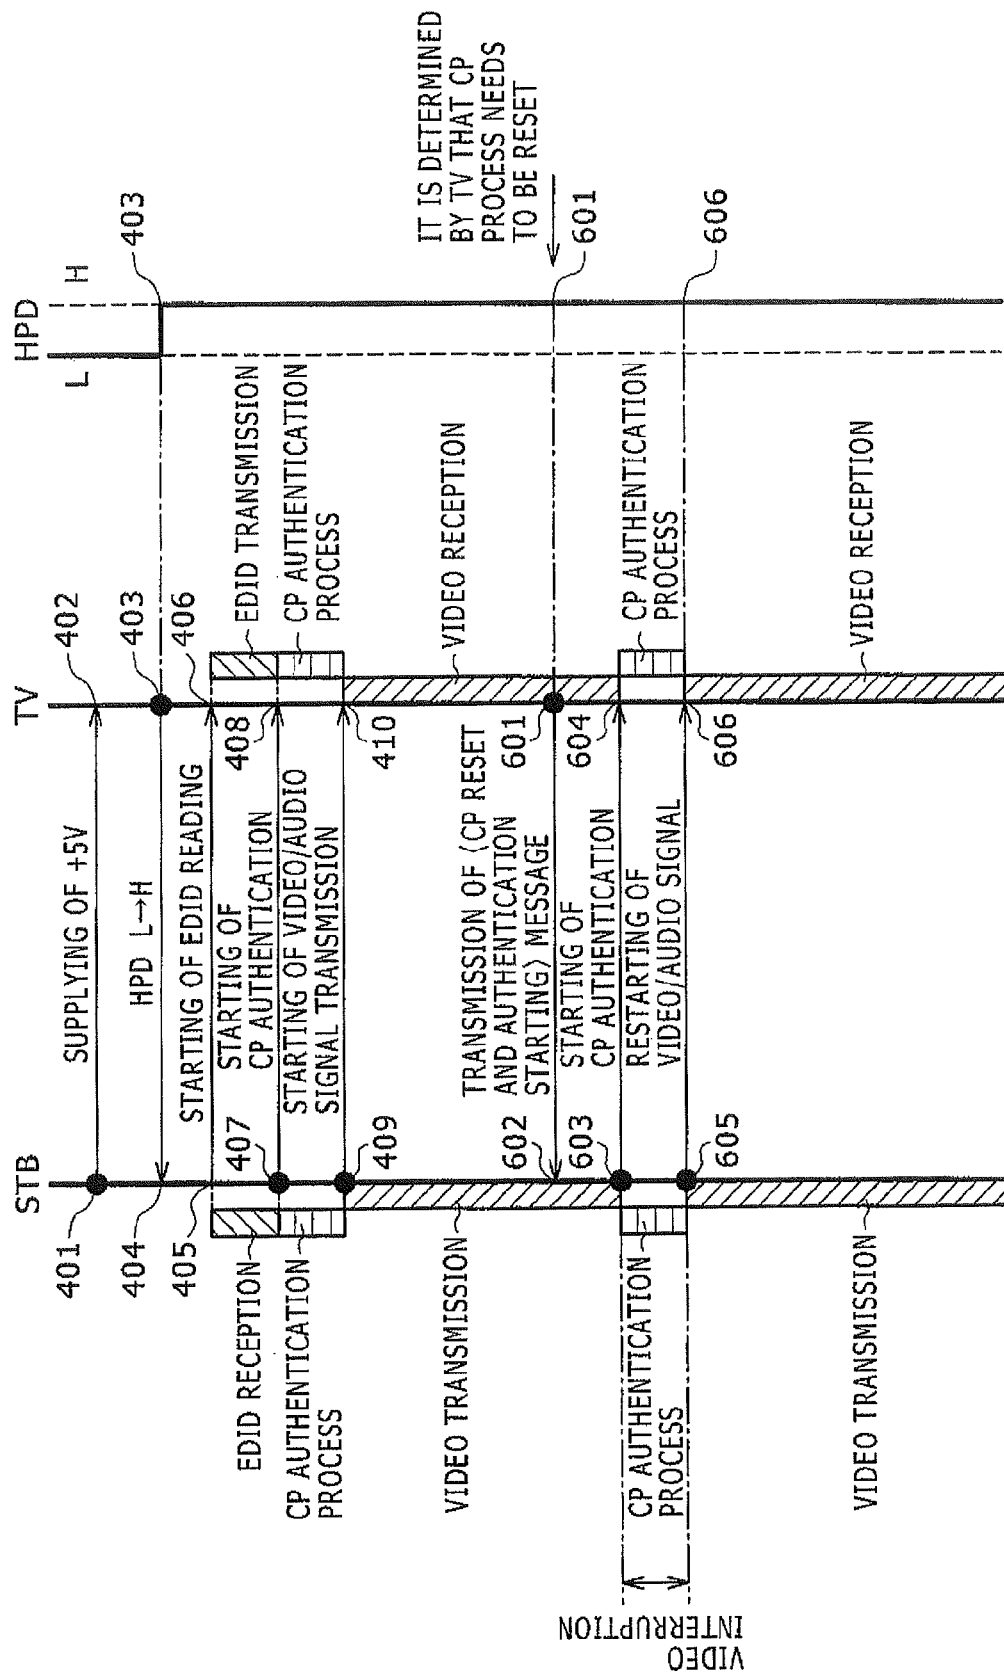 STB
TV
HPD
L
H
401
SUPPLYING OF +5V
402
404
HPD L→H
403
403
405
STARTING OF EDID READING
406
EDID RECEPTION
EDID TRANSMISSION
407
STARTING OF
CP AUTHENTICATION
408
CP AUTHENTICATION
PROCESS
CP AUTHENTICATION
PROCESS
409
STARTING OF VIDEO/AUDIO
SIGNAL TRANSMISSION
410
VIDEO TRANSMISSION
VIDEO RECEPTION
IT IS DETERMINED
BY TV THAT CP
PROCESS NEEDS
TO BE RESET
602
TRANSMISSION OF (CP RESET
AND AUTHENTICATION
STARTING) MESSAGE
601
601
603
STARTING OF
CP AUTHENTICATION
604
VIDEO
INTERRUPTION
CP AUTHENTICATION
PROCESS
CP AUTHENTICATION
PROCESS
605
RESTARTING OF
VIDEO/AUDIO SIGNAL
606
606
VIDEO TRANSMISSION
VIDEO RECEPTION